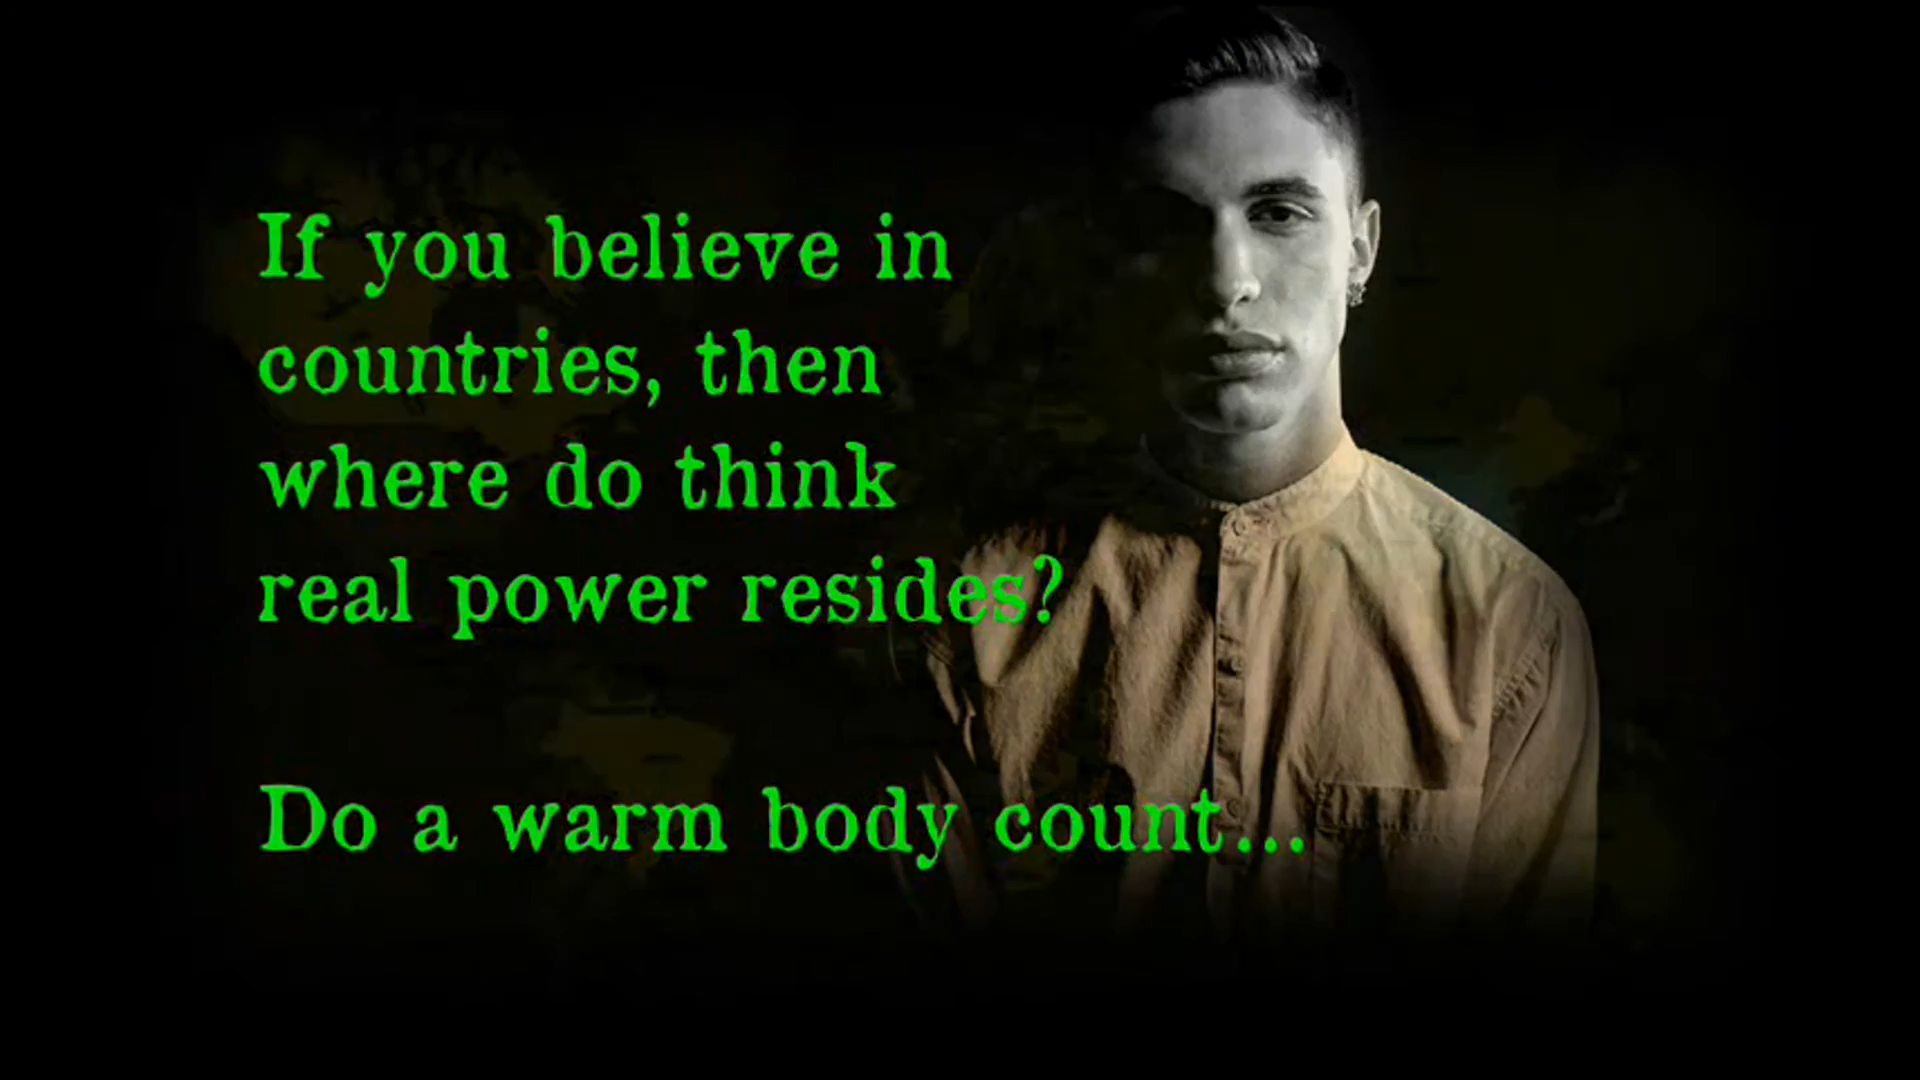 If you believe in
countries, then
where do think
real power resides?
Do a warm body count...